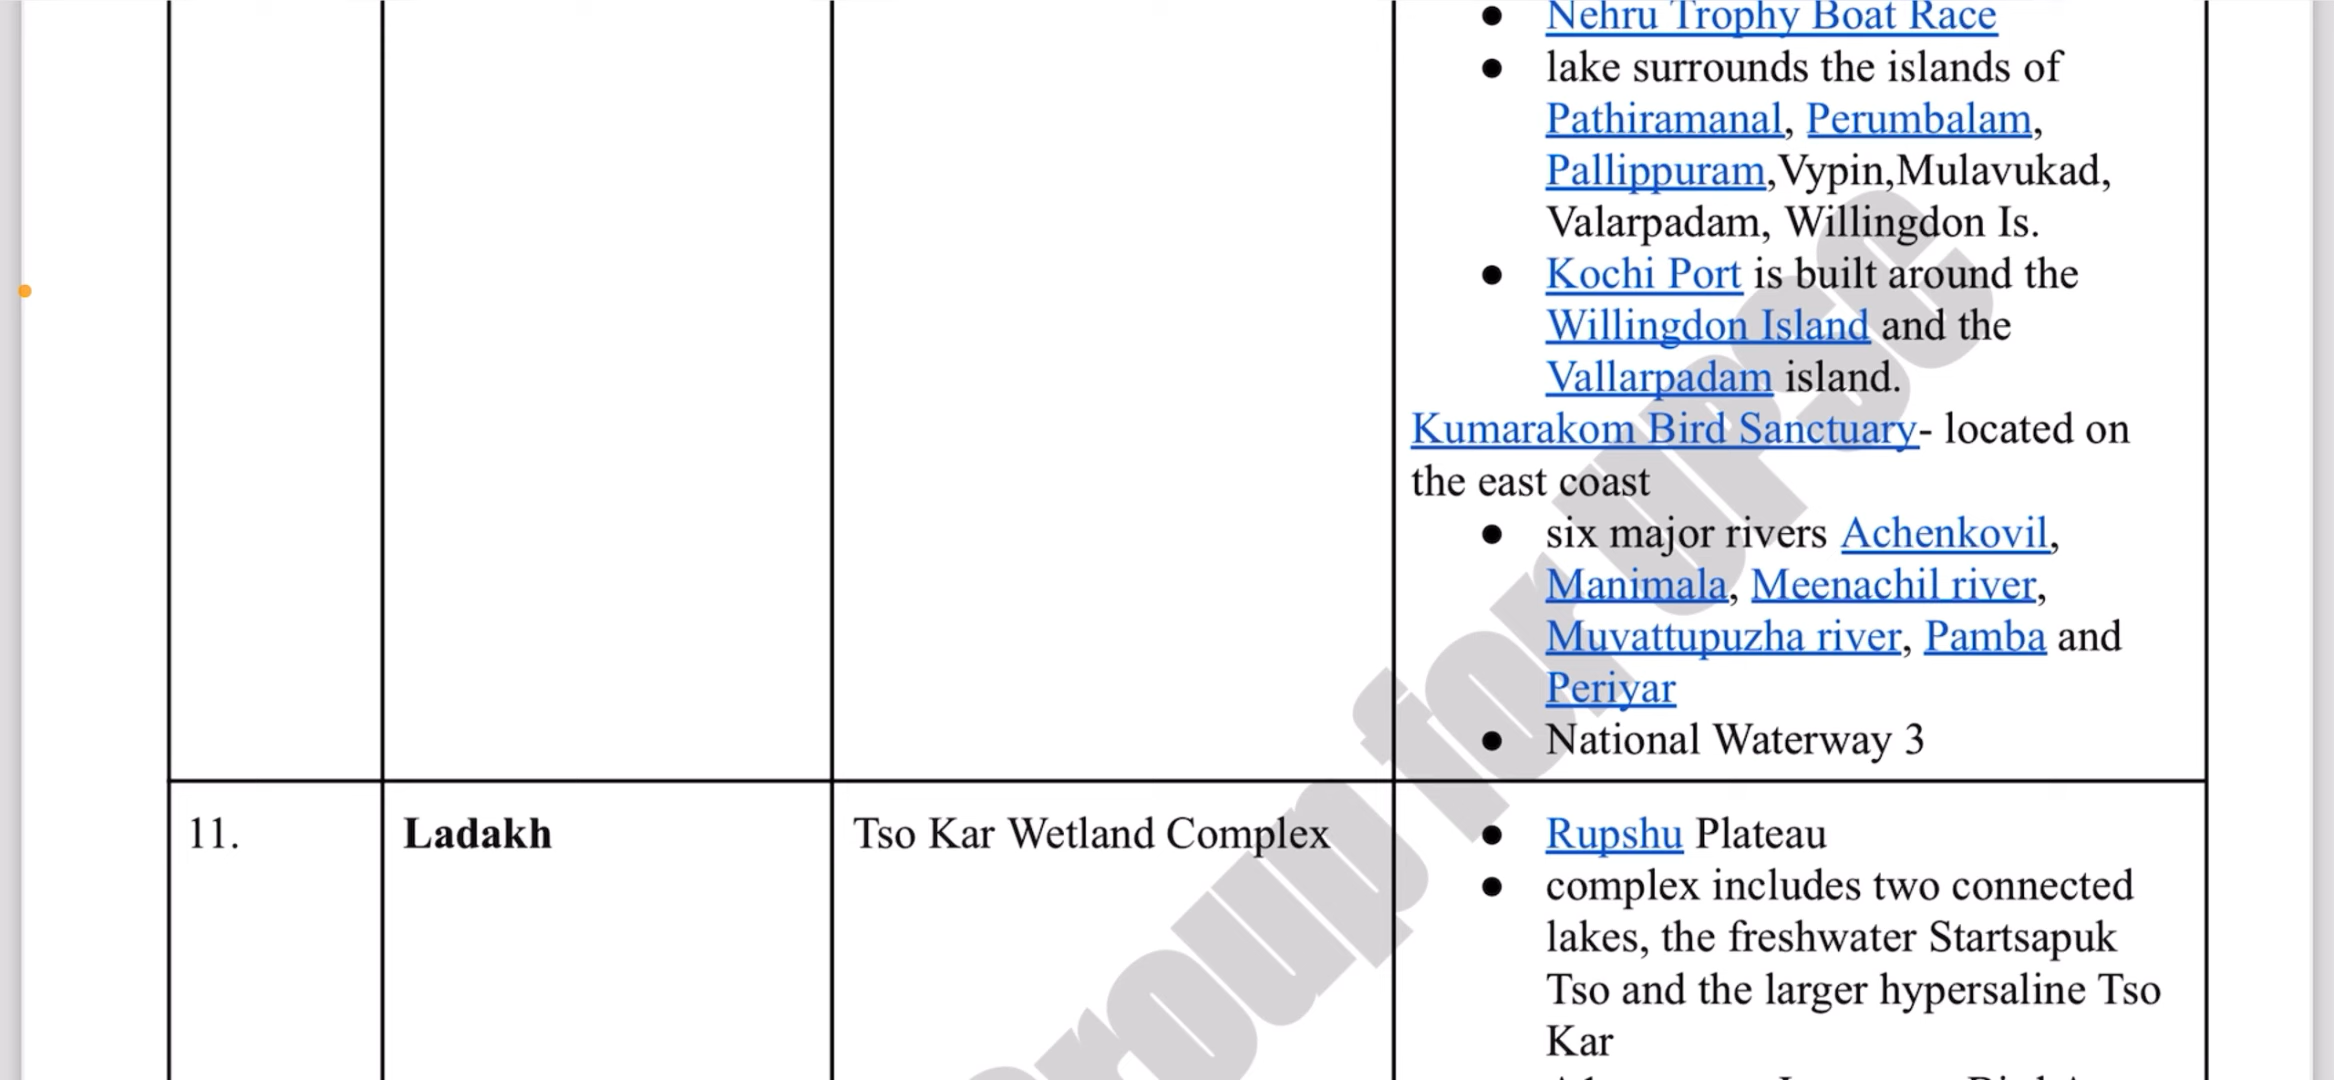 Nehru Trophy Boat Race
● lake surrounds the islands of
Pathiramanal, Perumbalam,
Pallippuram,Vypin,Mulavukad,
Valarpadam, Willingdon Is.
● Kochi Port is built around the
Willingdon Island and the
Vallarpadam island.
Kumarakom Bird Sanctuary- located on
the east coast
● six major rivers Achenkovil,
Manimala, Meenachil river,
Muvattupuzha river, Pamba and
Periyar
● National Waterway 3
11.
Ladakh
Tso Kar Wetland Complex
● Rupshu Plateau
● complex includes two connected
lakes, the freshwater Startsapuk
Tso and the larger hypersaline Tso
Kar
roup for upsc